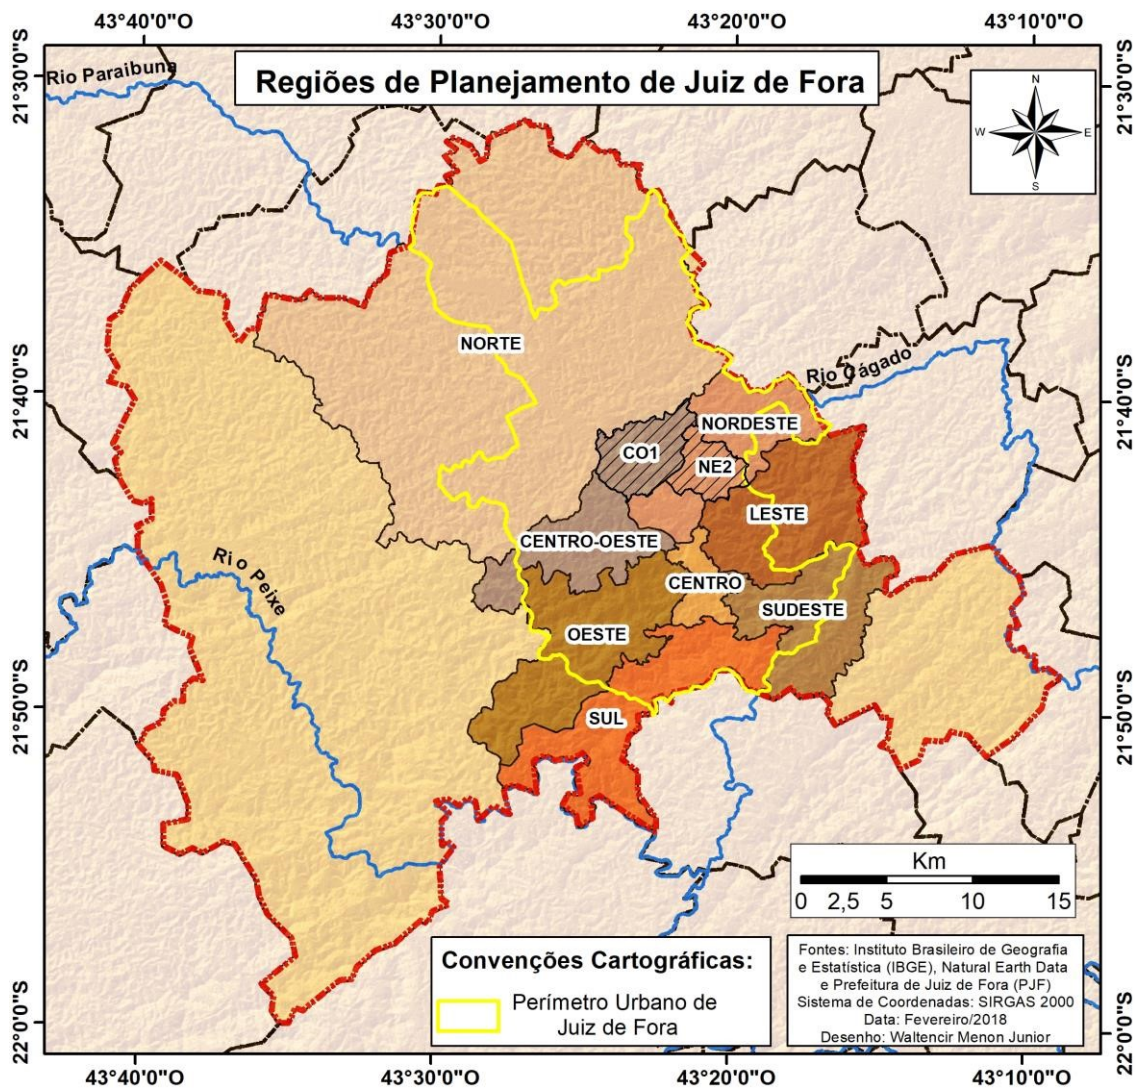 43°40'0"O 43°30'0"O 43°20'0"O 43°10'0"O
Regiões de Planejamento de Juiz de Fora
N
W E
S
21°30'0"S 21°30'0"S
Rio Paraibuna
NORTE
Rio Cágado
21°40'0"S 21°40'0"S
NORDESTE
CO1
NE2
LESTE
CENTRO-OESTE
Rio Peixe
CENTRO
SUDESTE
OESTE
21°50'0"S 21°50'0"S
SUL
Km
0 2,5 5 10 15
Convenções Cartográficas:
Perímetro Urbano de
Juiz de Fora
Fontes: Instituto Brasileiro de Geografia
e Estatística (IBGE), Natural Earth Data
e Prefeitura de Juiz de Fora (PJF)
Sistema de Coordenadas: SIRGAS 2000
Data: Fevereiro/2018
Desenho: Waltencir Menon Junior
22°0'0"S 22°0'0"S
43°40'0"O 43°30'0"O 43°20'0"O 43°10'0"O